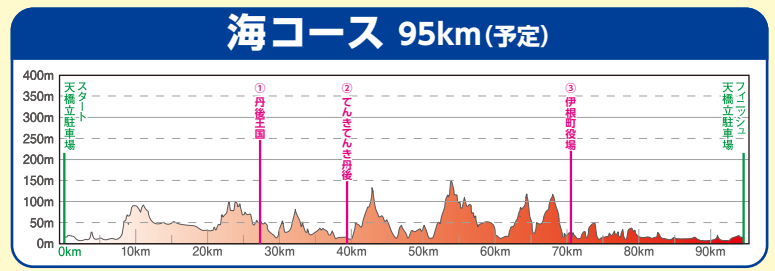 海コース 95km(予定)
400m
350m
300m
250m
200m
150m
100m
50m
0m
スタート
天橋立駐車場
①丹後王国
②てんきてんき丹後
③伊根町役場
フィニッシュ
天橋立駐車場
0km 10km 20km 30km 40km 50km 60km 70km 80km 90km